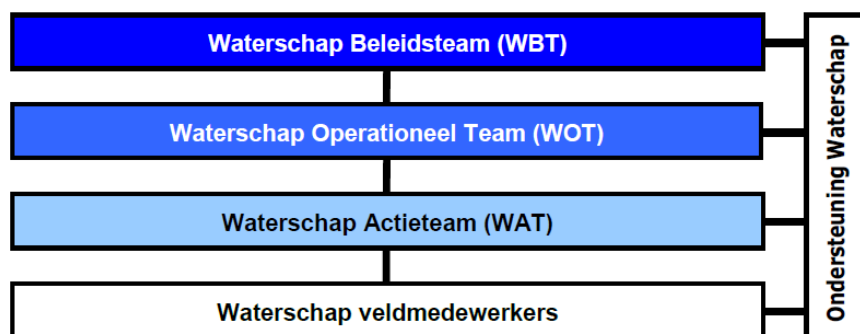 Waterschap Beleidsteam (WBT)
Waterschap Operationeel Team (WOT)
Waterschap Actieteam (WAT)
Waterschap veldmedewerkers
Ondersteuning Waterschap